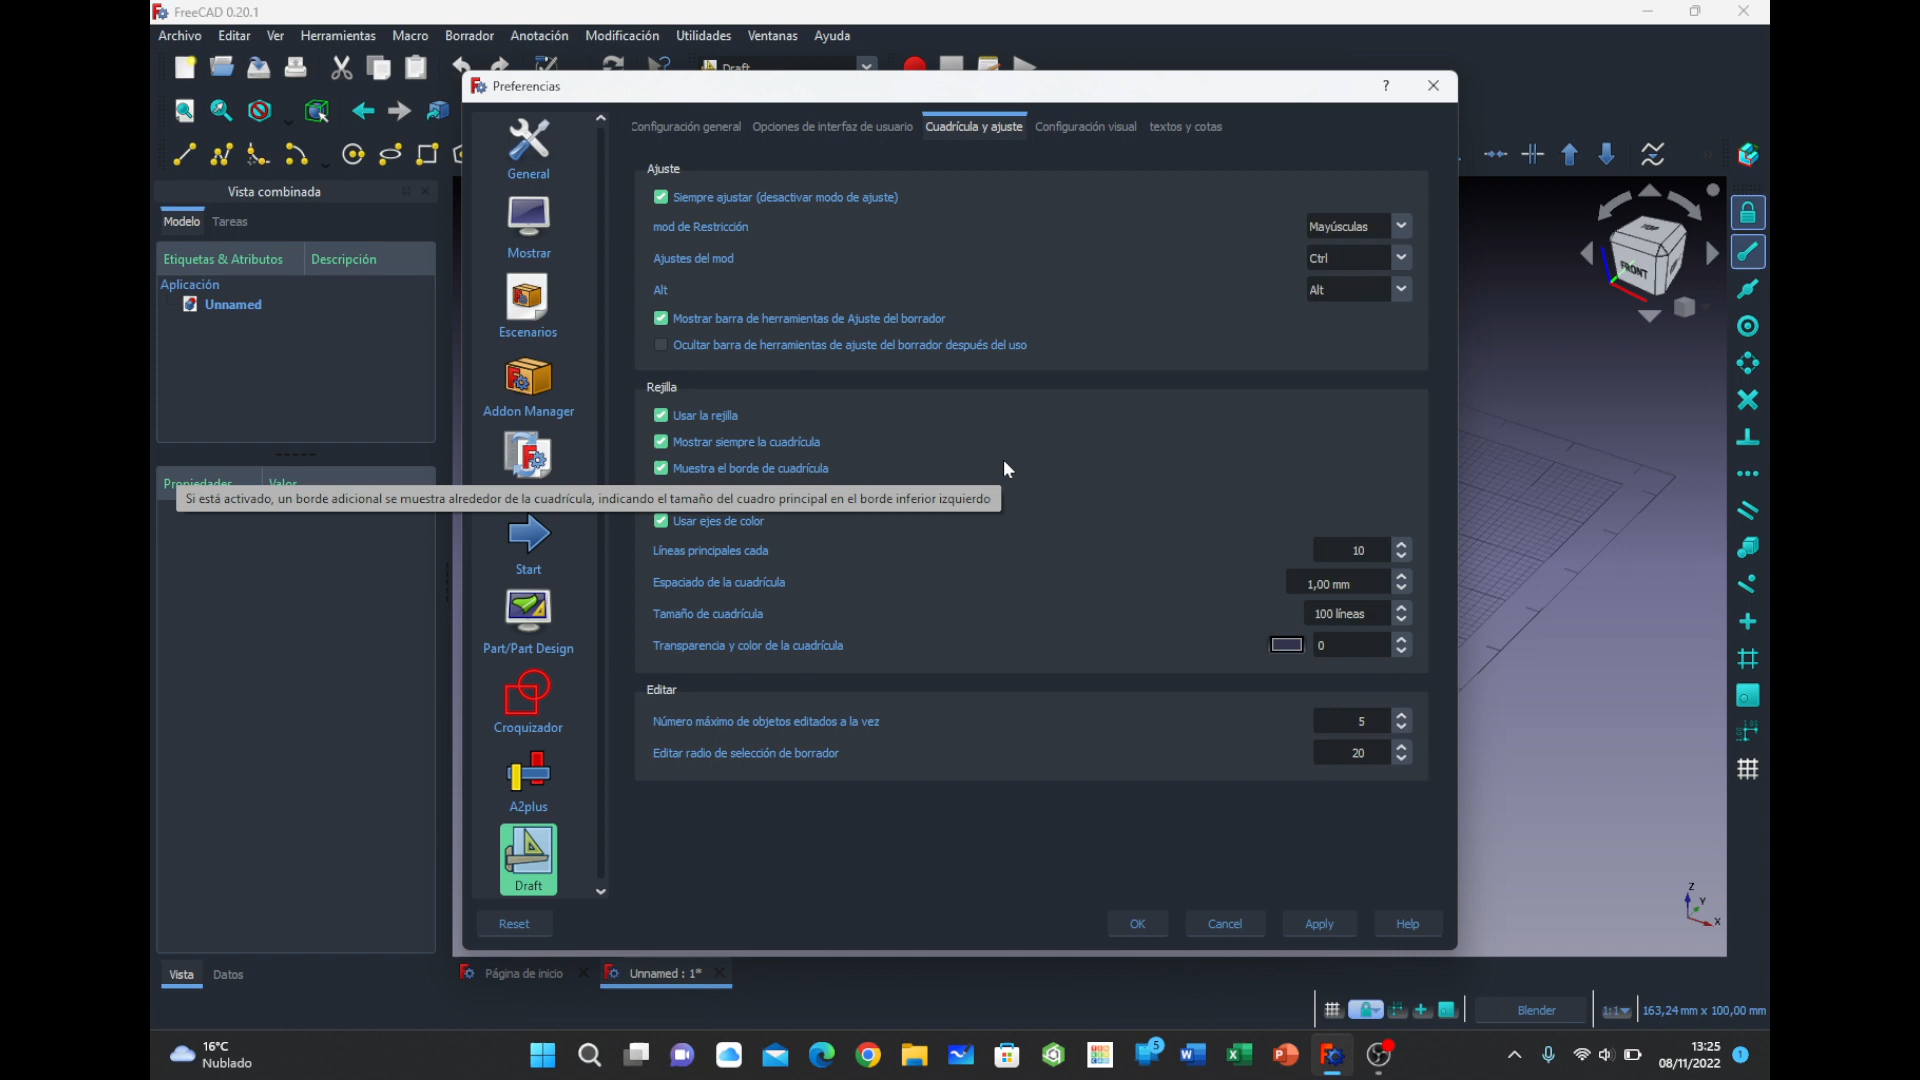 FreeCAD 0.20.1
Archivo Editar Ver Herramientas Macro Borrador Anotación Modificación Utilidades Ventanas Ayuda
Draft
Preferencias
?
Configuración general Opciones de interfaz de usuario Cuadrícula y ajuste Configuración visual textos y cotas
Vista combinada
Modelo Tareas
Etiquetas & Atributos Descripción
Aplicación
Unnamed
Propiedades Valor
General
Mostrar
Escenarios
Addon Manager
Start
Part/Part Design
Croquizador
A2plus
Draft
Ajuste
Siempre ajustar (desactivar modo de ajuste)
mod de Restricción Mayúsculas
Ajustes del mod Ctrl
Alt Alt
Mostrar barra de herramientas de Ajuste del borrador
Ocultar barra de herramientas de ajuste del borrador después del uso
Rejilla
Usar la rejilla
Mostrar siempre la cuadrícula
Muestra el borde de cuadrícula
Si está activado, un borde adicional se muestra alrededor de la cuadrícula, indicando el tamaño del cuadro principal en el borde inferior izquierdo
Usar ejes de color
Líneas principales cada 10
Espaciado de la cuadrícula 1,00 mm
Tamaño de cuadrícula 100 líneas
Transparencia y color de la cuadrícula 0
Editar
Número máximo de objetos editados a la vez 5
Editar radio de selección de borrador 20
Reset OK Cancel Apply Help
TOP
FRONT
Z
Y
X
Vista Datos
Página de inicio Unnamed : 1*
Blender 1:1 163,24 mm x 100,00 mm
16°C
Nublado
5
13:25
08/11/2022
1